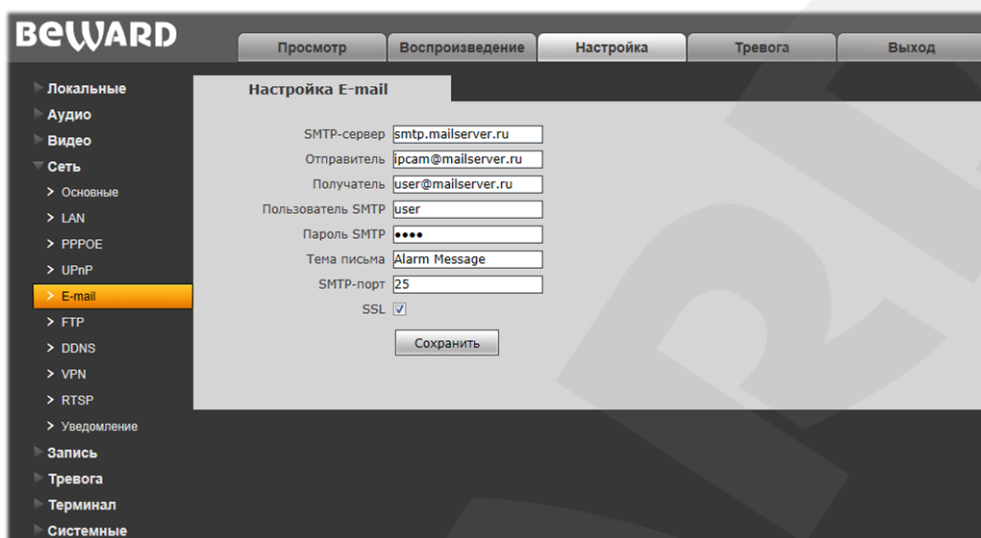 BEWARD
Просмотр Воспроизведение Настройка Тревога Выход
Локальные
Аудио
Видео
Сеть
Основные
LAN
PPPOE
UPnP
E-mail
FTP
DDNS
VPN
RTSP
Уведомление
Запись
Тревога
Терминал
Системные
Настройка E-mail
SMTP-сервер smtp.mailserver.ru
Отправитель ipcam@mailserver.ru
Получатель user@mailserver.ru
Пользователь SMTP user
Пароль SMTP ••••
Тема письма Alarm Message
SMTP-порт 25
SSL
Сохранить